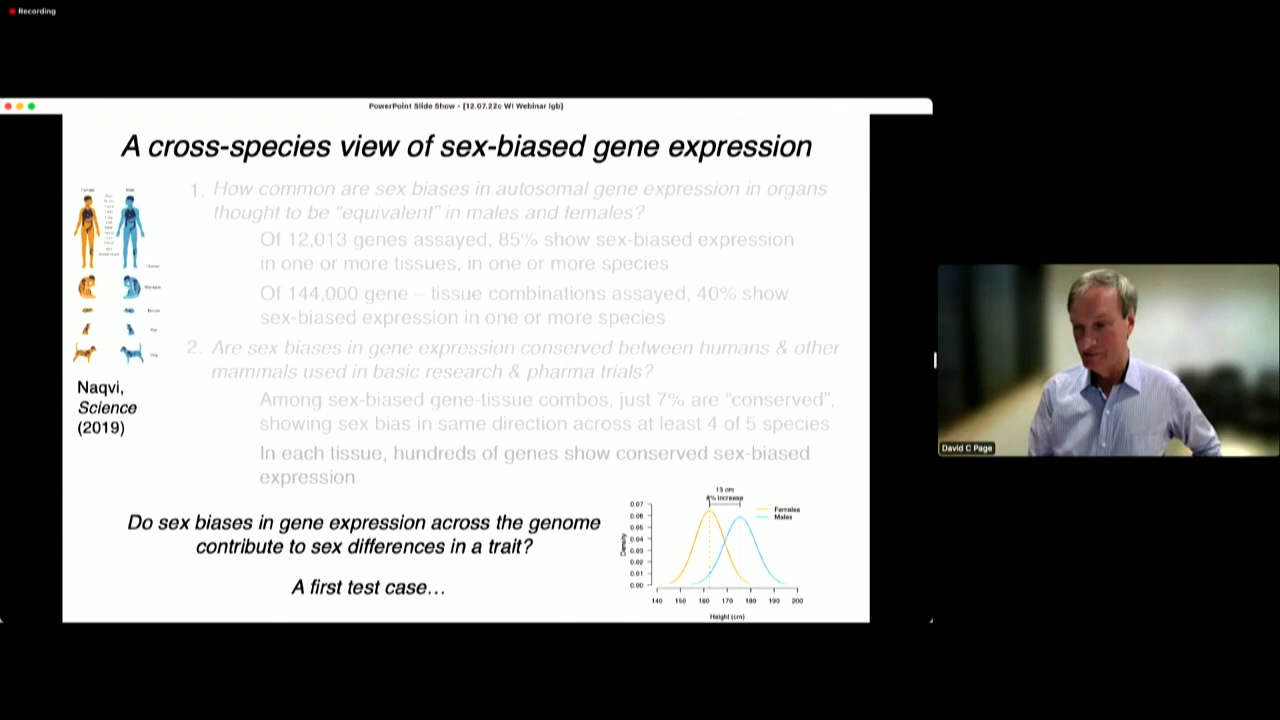 Recording
PowerPoint Slide Show - [12.07.22c WI Webinar lgb]
A cross-species view of sex-biased gene expression
Female
Male
Human
Mouse
Rat
Dog
Naqvi,
Science
(2019)
1. How common are sex biases in autosomal gene expression in organs
thought to be “equivalent” in males and females?
Of 12,013 genes assayed, 85% show sex-biased expression
in one or more tissues, in one or more species
Of 144,000 gene – tissue combinations assayed, 40% show
sex-biased expression in one or more species
2. Are sex biases in gene expression conserved between humans & other
mammals used in basic research & pharma trials?
Among sex-biased gene-tissue combos, just 7% are “conserved”,
showing sex bias in same direction across at least 4 of 5 species
In each tissue, hundreds of genes show conserved sex-biased
expression
Do sex biases in gene expression across the genome
contribute to sex differences in a trait?
A first test case…
13 cm
8% increase
Females
Males
Density
0.07
0.06
0.05
0.04
0.03
0.02
0.01
0.00
140 150 160 170 180 190 200
Height (cm)
David C Page